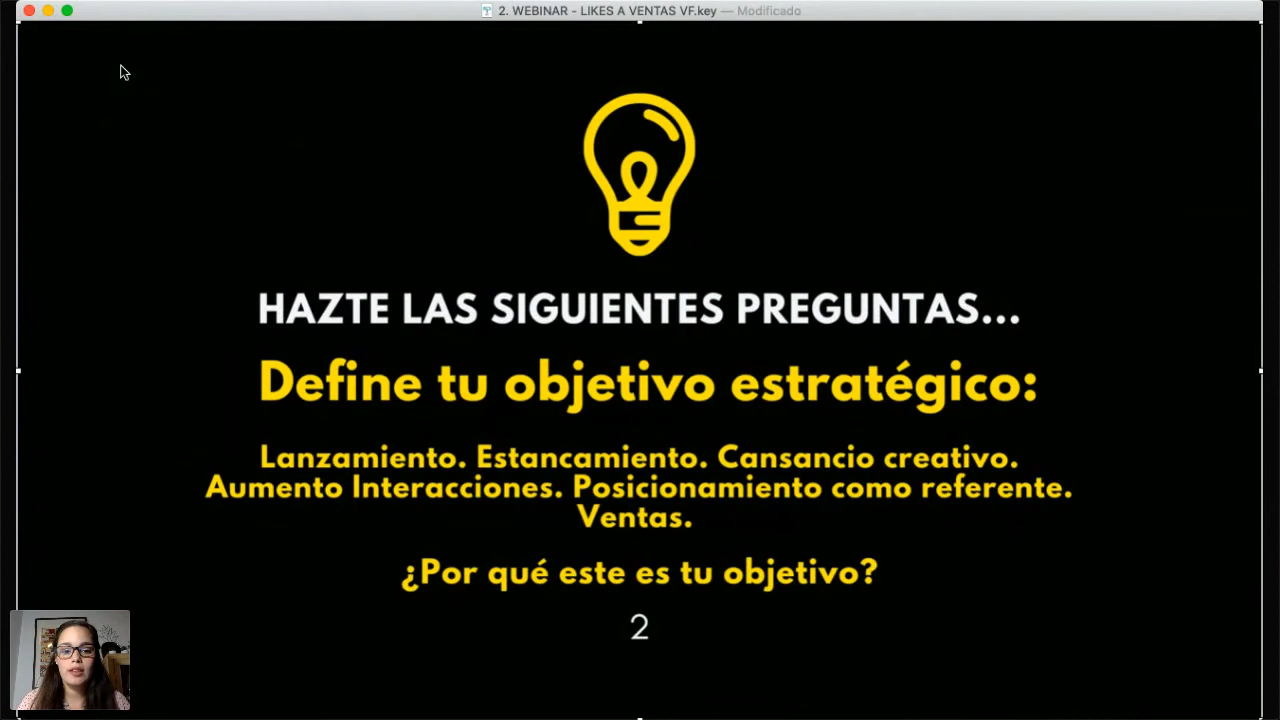 2. WEBINAR - LIKES A VENTAS VF.key — Modificado
HAZTE LAS SIGUIENTES PREGUNTAS...
Define tu objetivo estratégico:
Lanzamiento. Estancamiento. Cansancio creativo.
Aumento Interacciones. Posicionamiento como referente.
Ventas.
¿Por qué este es tu objetivo?
2